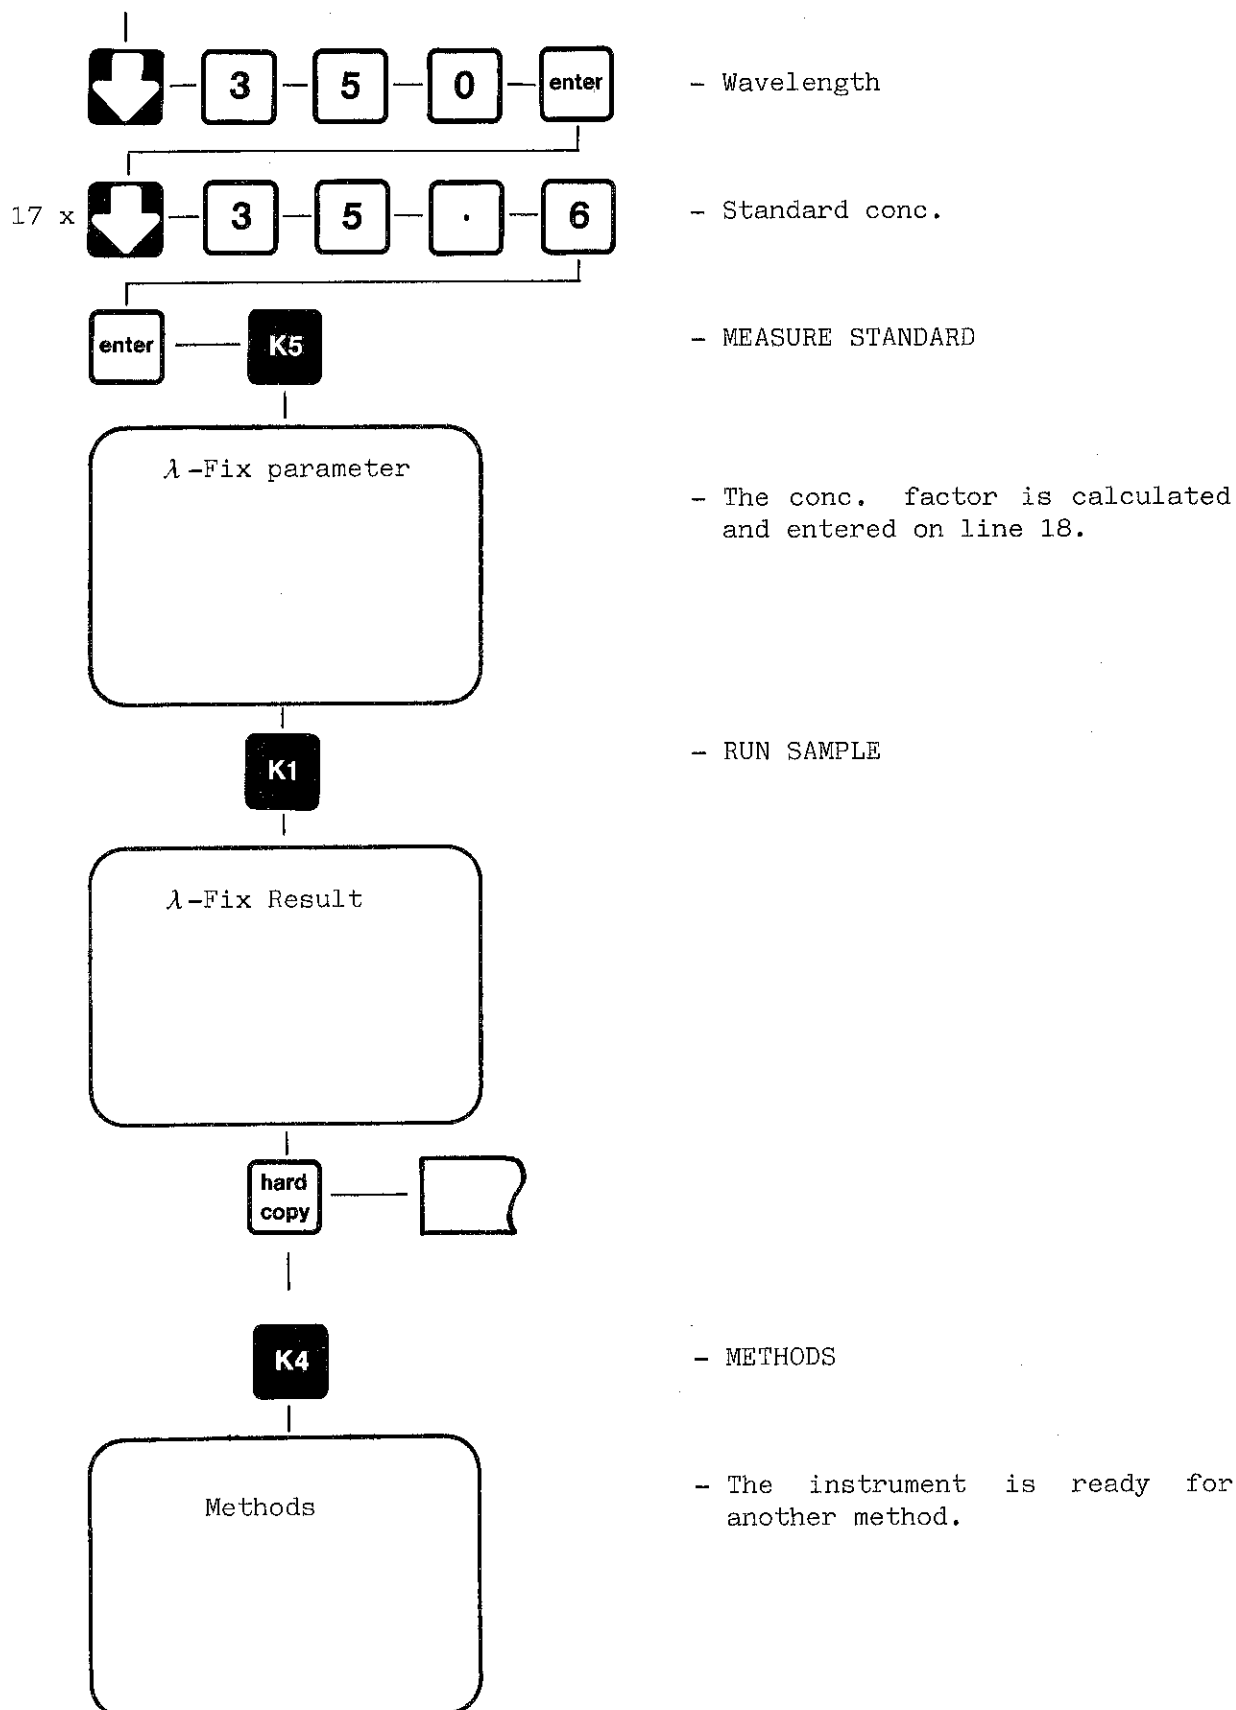 3 5 0 enter - Wavelength
17 x 3 5 . 6 - Standard conc.
enter K5 - MEASURE STANDARD
λ-Fix parameter
- The conc. factor is calculated
and entered on line 18.
K1 - RUN SAMPLE
λ-Fix Result
hard
copy
K4 - METHODS
Methods
- The instrument is ready for
another method.